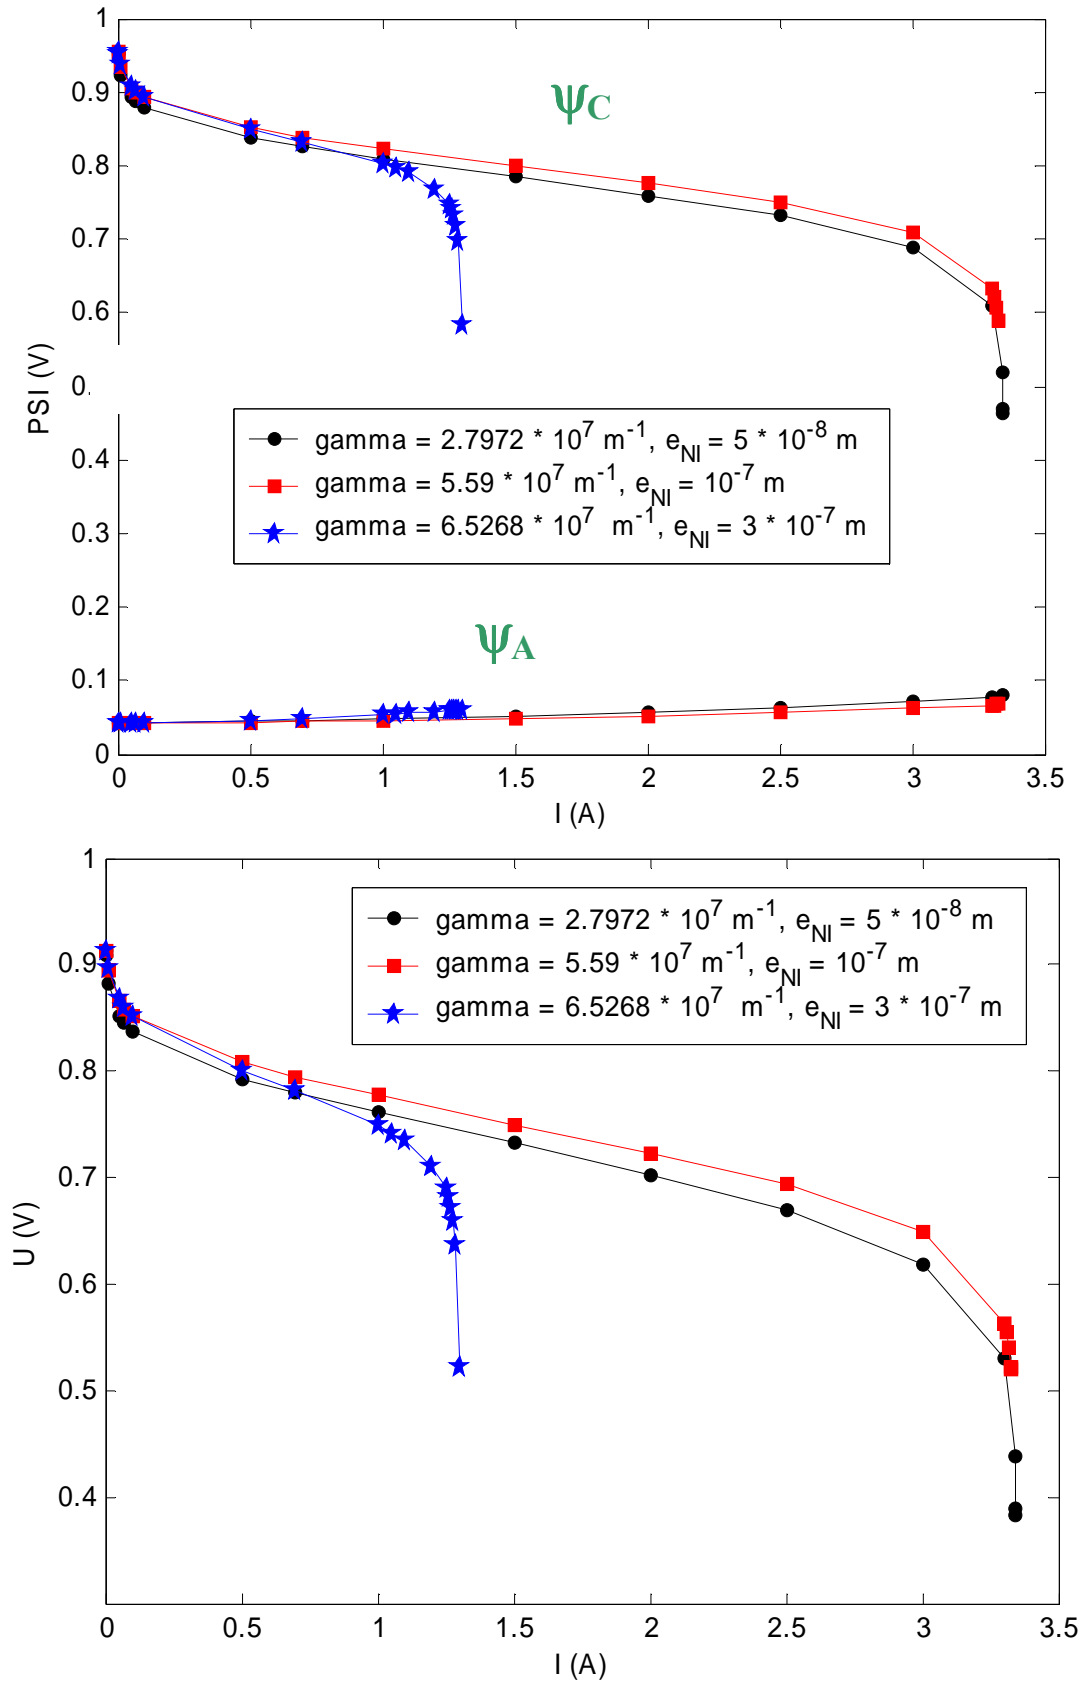 1
0.9
0.8
0.7
0.6
0.
0.4
0.3
0.2
0.1
0
PSI (V)
ψC
gamma = 2.7972 * 10^7 m^-1, e_NI = 5 * 10^-8 m
gamma = 5.59 * 10^7 m^-1, e_NI = 10^-7 m
gamma = 6.5268 * 10^7 m^-1, e_NI = 3 * 10^-7 m
ψA
0 0.5 1 1.5 2 2.5 3 3.5
I (A)
1
0.9
0.8
0.7
0.6
0.5
0.4
U (V)
gamma = 2.7972 * 10^7 m^-1, e_NI = 5 * 10^-8 m
gamma = 5.59 * 10^7 m^-1, e_NI = 10^-7 m
gamma = 6.5268 * 10^7 m^-1, e_NI = 3 * 10^-7 m
0 0.5 1 1.5 2 2.5 3 3.5
I (A)